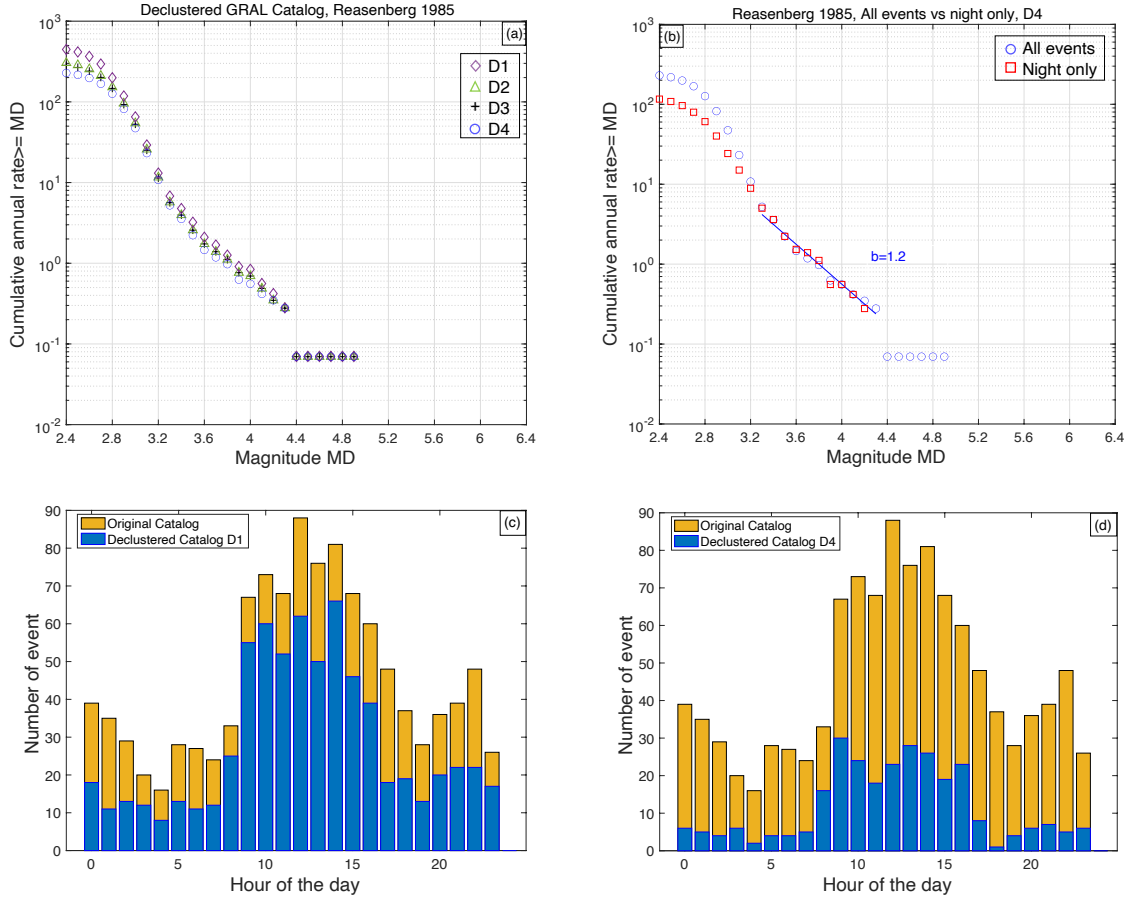 Declustered GRAL Catalog, Reasenberg 1985
(a)
D1
D2
D3
D4
10^3
10^2
10^1
10^0
10^-1
10^-2
Cumulative annual rate>= MD
2.4 2.8 3.2 3.6 4 4.4 4.8 5.2 5.6 6 6.4
Magnitude MD
Reasenberg 1985, All events vs night only, D4
(b)
All events
Night only
b=1.2
10^3
10^2
10^1
10^0
10^-1
10^-2
Cumulative annual rate>= MD
2.4 2.8 3.2 3.6 4 4.4 4.8 5.2 5.6 6 6.4
Magnitude MD
(c)
Original Catalog
Declustered Catalog D1
90
80
70
60
50
40
30
20
10
0
Number of event
0 5 10 15 20
Hour of the day
(d)
Original Catalog
Declustered Catalog D4
90
80
70
60
50
40
30
20
10
0
Number of event
0 5 10 15 20
Hour of the day